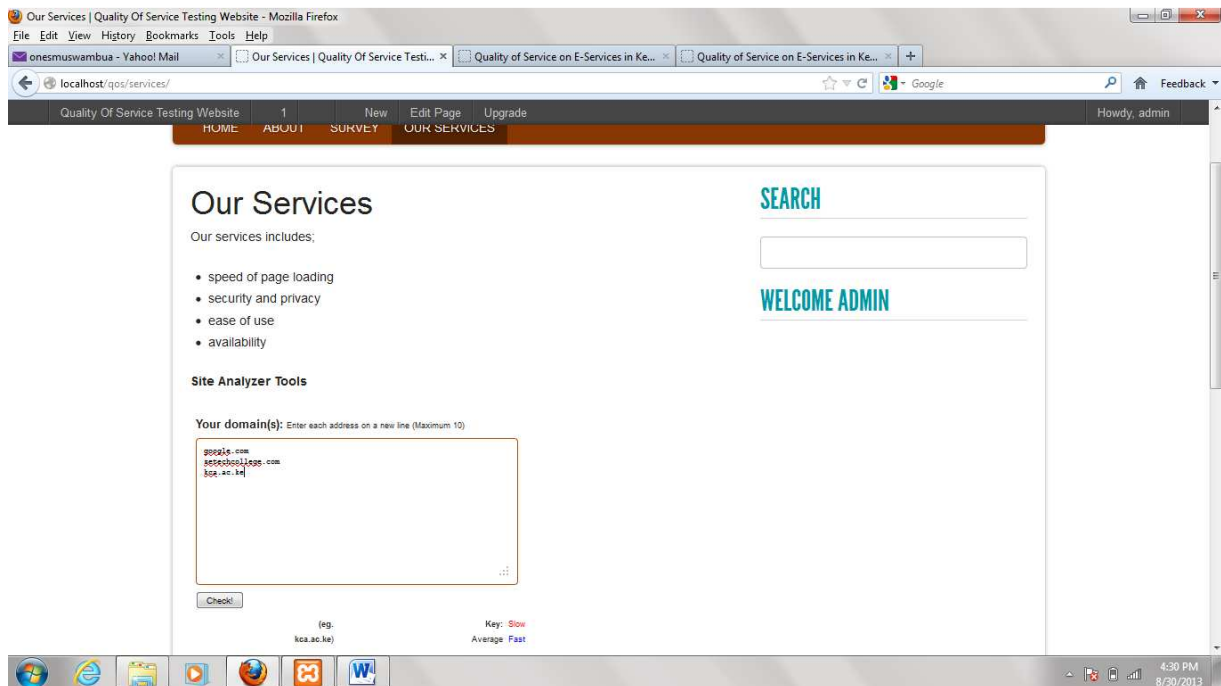 Our Services | Quality Of Service Testing Website - Mozilla Firefox
File Edit View History Bookmarks Tools Help
onesmuswambua - Yahoo! Mail
Our Services | Quality Of Service Testi...
Quality of Service on E-Services in Ke...
Quality of Service on E-Services in Ke...
localhost/qos/services/
Google
Feedback
Quality Of Service Testing Website 1 New Edit Page Upgrade Howdy, admin
HOME ABOUT SURVEY OUR SERVICES
Our Services
Our services includes;
• speed of page loading
• security and privacy
• ease of use
• availability
Site Analyzer Tools
Your domain(s): Enter each address on a new line (Maximum 10)
google.com
setechcollege.com
kca.ac.ke
Check!
(eg. kca.ac.ke)
Key: Slow
Average Fast
SEARCH
WELCOME ADMIN
4:30 PM
8/30/2013